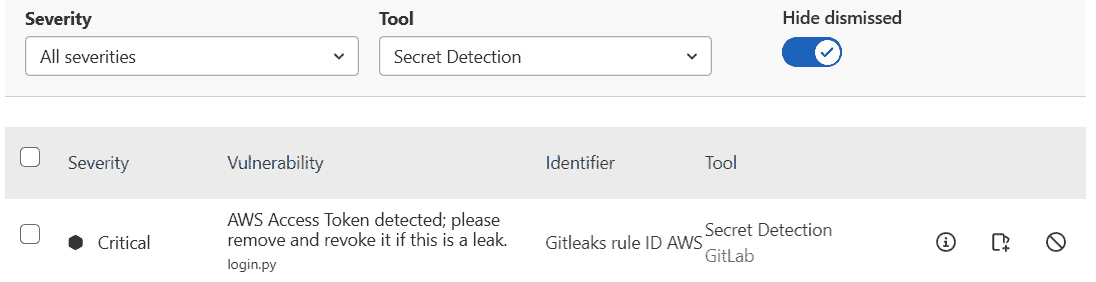 Severity
Tool
Hide dismissed
All severities
Secret Detection
Severity
Vulnerability
Identifier
Tool
Critical
AWS Access Token detected; please
remove and revoke it if this is a leak.
login.py
Gitleaks rule ID AWS
Secret Detection
GitLab